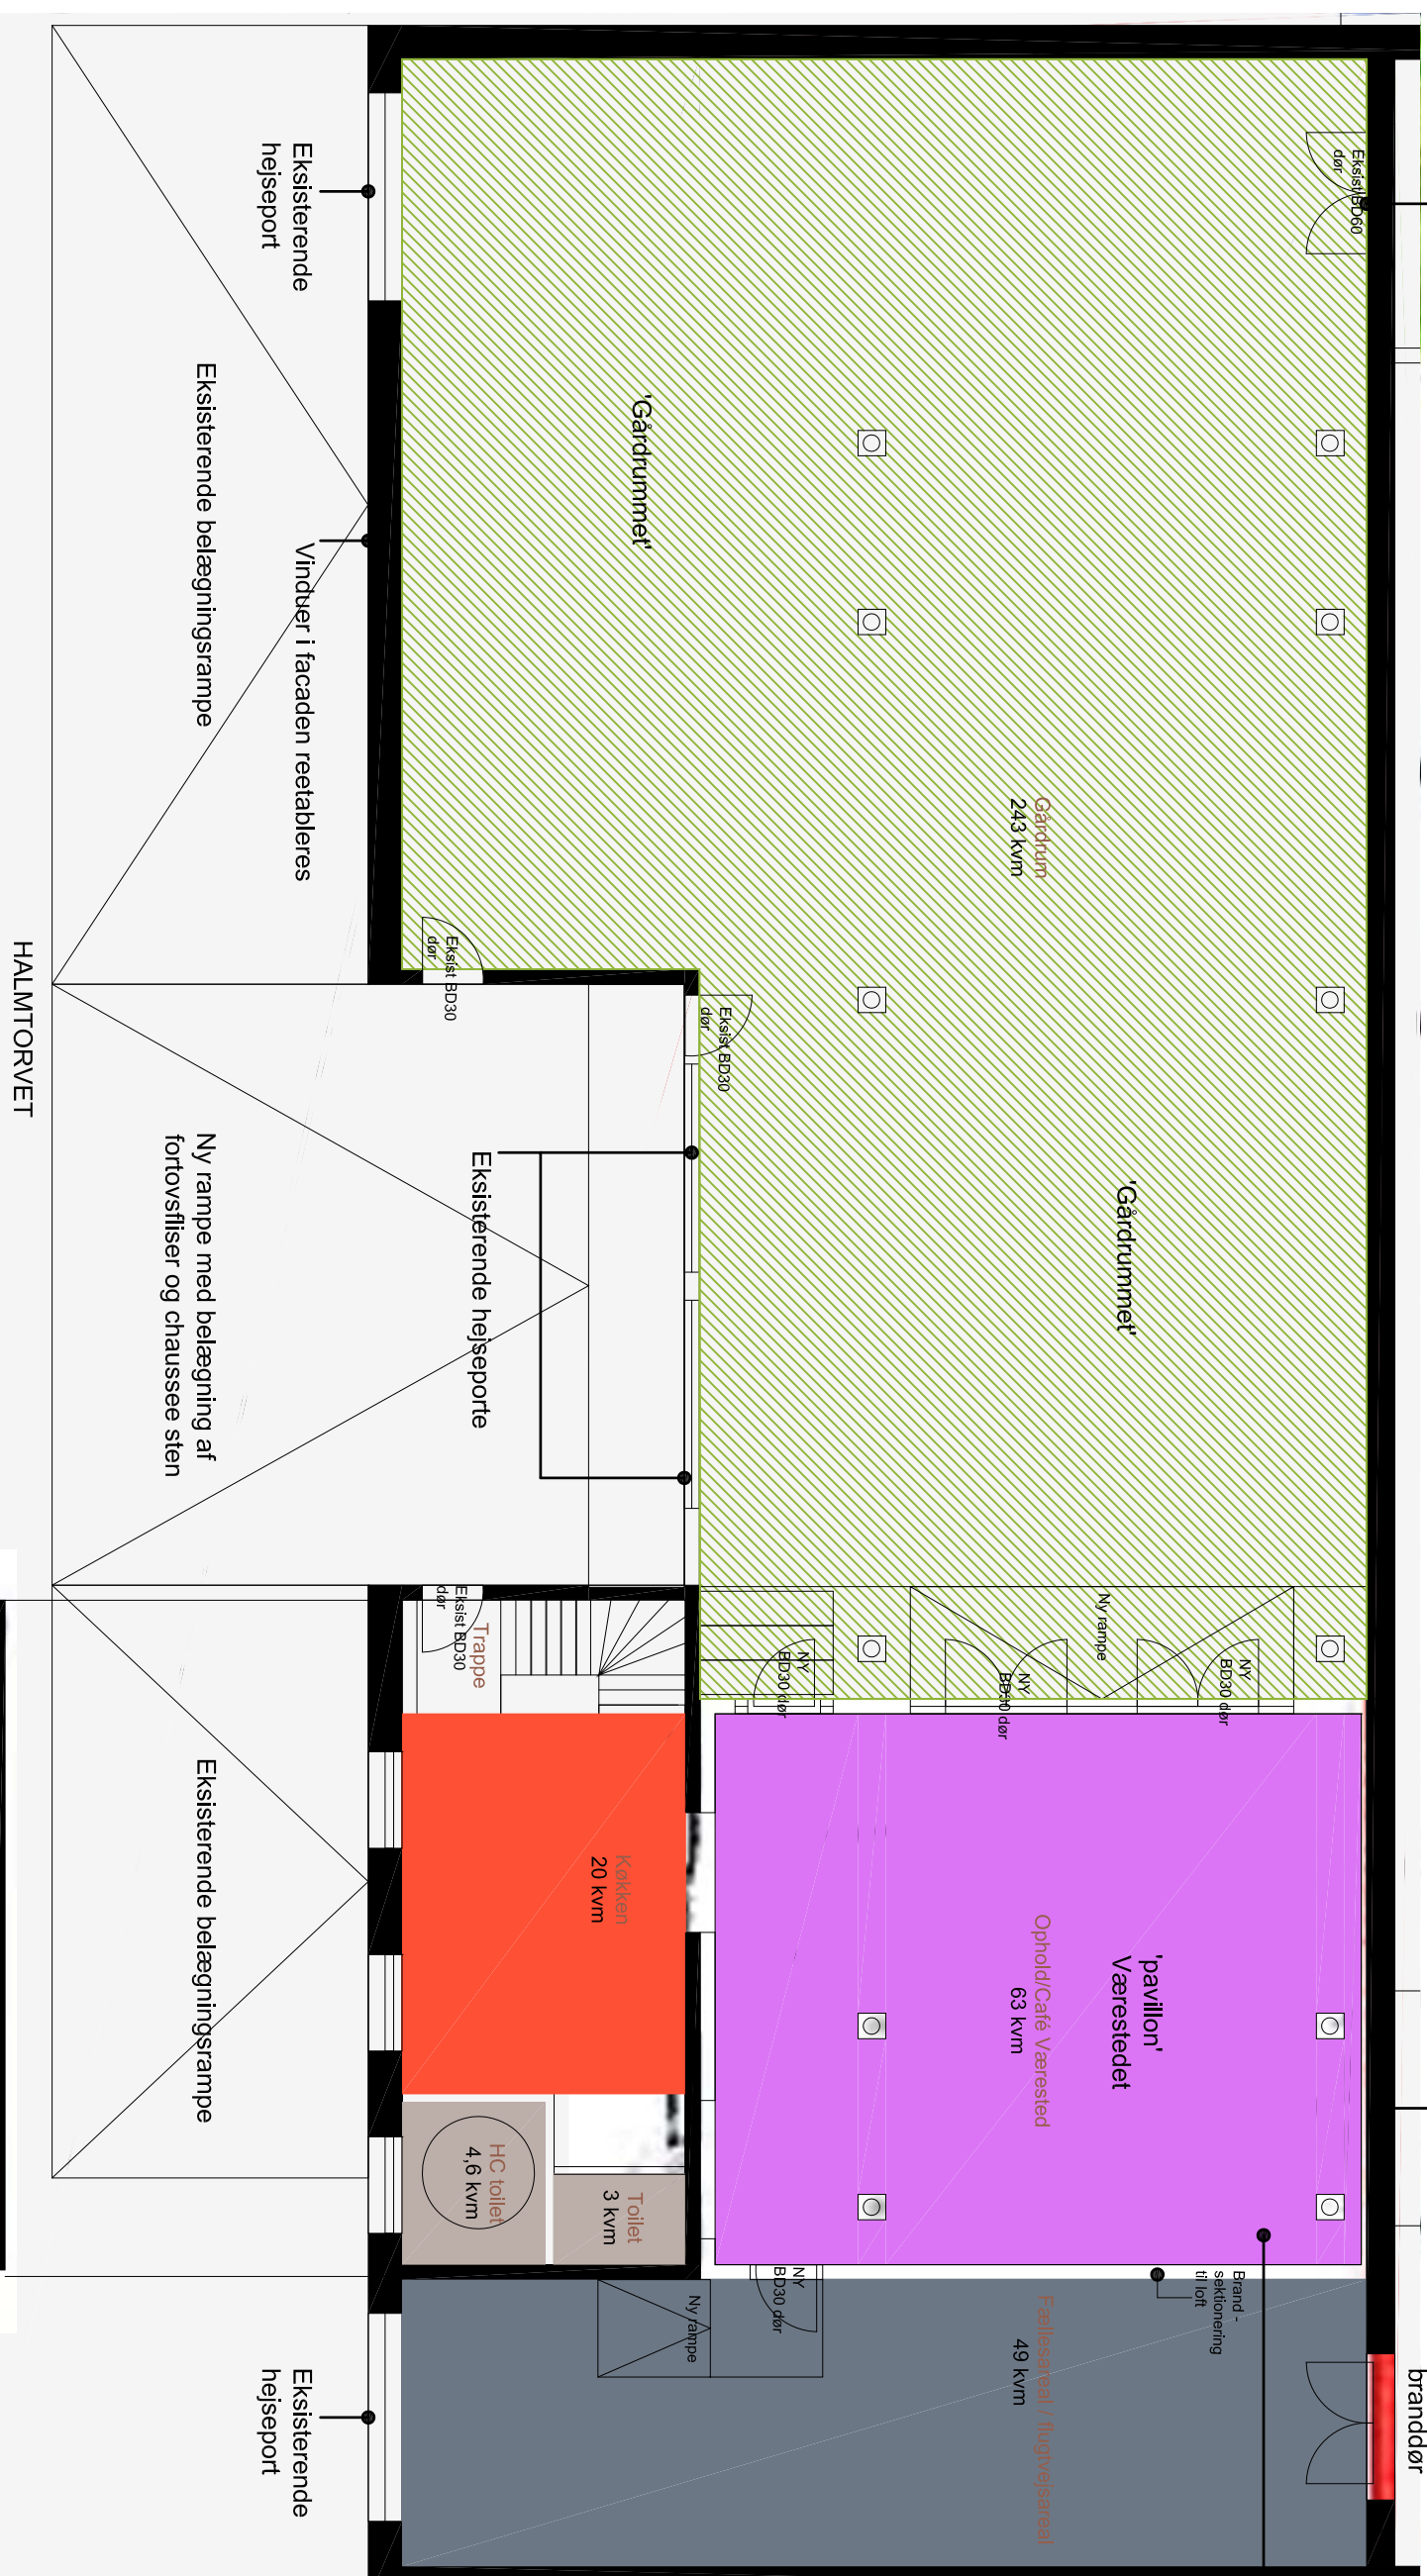 Eksisterende
hejseport
Eksisterende belægningsrampe
Vinduer i facaden reetableres
HALMTORVET
'Gårdrummet'
Eksist BD60
dør
Gårdrum
243 kvm
Eksist BD30
dør
Eksist BD30
dør
Eksisterende hejseporte
Ny rampe med belægning af
fortovsfliser og chaussee sten
'Gårdrummet'
Eksist BD30
dør
Trappe
NY
BD30 dør
Ny rampe
NY
BD30 dør
NY
BD30 dør
Eksisterende belægningsrampe
Køkken
20 kvm
'pavillon'
Værestedet
Ophold/Café Værested
63 kvm
HC toilet
4,6 kvm
Toilet
3 kvm
NY
BD30 dør
Ny rampe
Brand -
sektionering
til loft
Fællesareal / flugtvejsareal
49 kvm
Eksisterende
hejseport
branddør